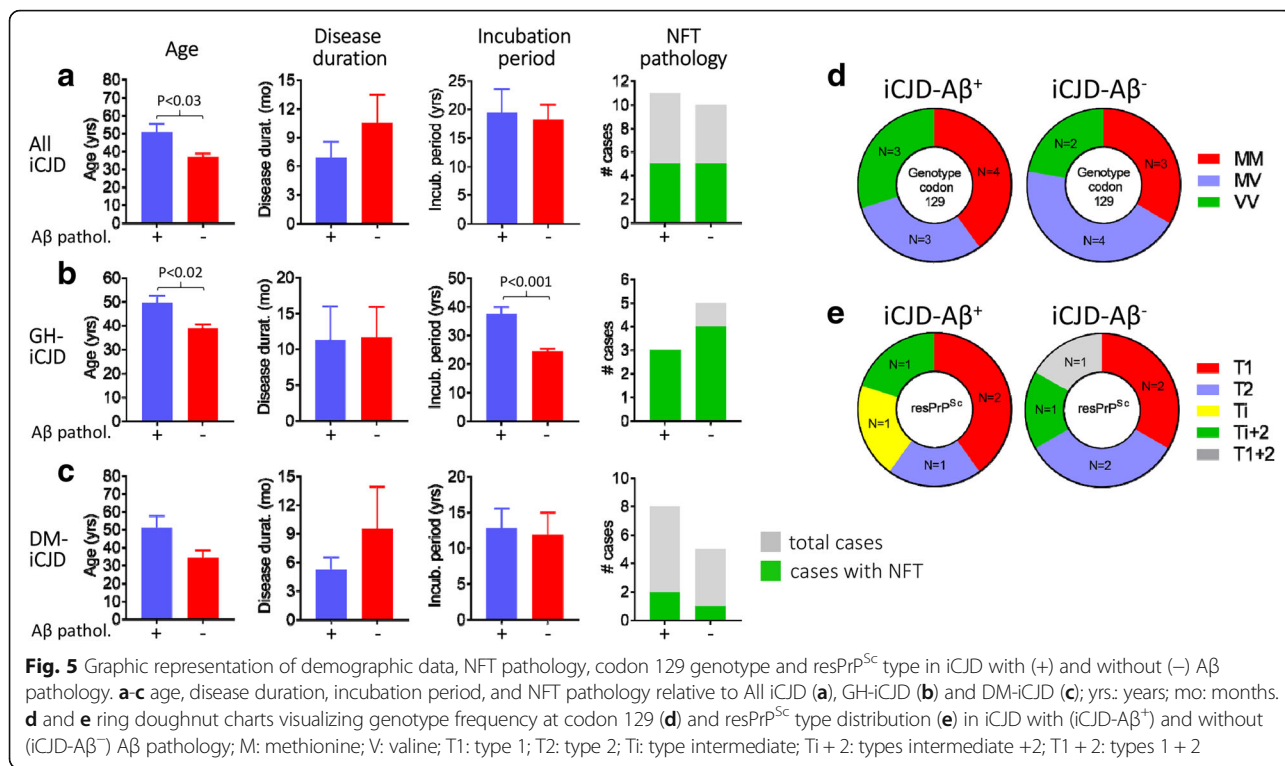 Age
Disease duration
Incubation period
NFT pathology
a
All iCJD
Age (yrs)
80
70
60
50
40
30
20
10
0
P<0.03
Aβ pathol.
+ -
Disease durat. (mo)
15
12
9
6
3
0
+ -
Incub. period (yrs)
25
20
15
10
5
0
+ -
# cases
12
10
8
6
4
2
0
+ -
b
GH-iCJD
Age (yrs)
60
50
40
30
20
10
0
P<0.02
+ -
Disease durat. (mo)
20
15
10
5
0
+ -
Incub. period (yrs)
50
40
30
20
10
0
P<0.001
+ -
# cases
6
5
4
3
2
1
0
+ -
c
DM-iCJD
Age (yrs)
80
70
60
50
40
30
20
10
0
Aβ pathol.
+ -
Disease durat. (mo)
15
12
9
6
3
0
+ -
Incub. period (yrs)
20
15
10
5
0
+ -
# cases
10
8
6
4
2
0
+ -
total cases
cases with NFT
d
iCJD-Aβ⁺
iCJD-Aβ⁻
N=3
N=4
N=3
Genotype
codon
129
N=2
N=3
N=4
Genotype
codon
129
MM
MV
VV
e
iCJD-Aβ⁺
iCJD-Aβ⁻
N=1
N=2
N=1
N=1
resPrPSc
N=1
N=2
N=1
N=2
resPrPSc
T1
T2
Ti
Ti+2
T1+2
Fig. 5 Graphic representation of demographic data, NFT pathology, codon 129 genotype and resPrPSc type in iCJD with (+) and without (−) Aβ
pathology. a-c age, disease duration, incubation period, and NFT pathology relative to All iCJD (a), GH-iCJD (b) and DM-iCJD (c); yrs.: years; mo: months.
d and e ring doughnut charts visualizing genotype frequency at codon 129 (d) and resPrPSc type distribution (e) in iCJD with (iCJD-Aβ⁺) and without
(iCJD-Aβ⁻) Aβ pathology; M: methionine; V: valine; T1: type 1; T2: type 2; Ti: type intermediate; Ti + 2: types intermediate +2; T1 + 2: types 1 + 2